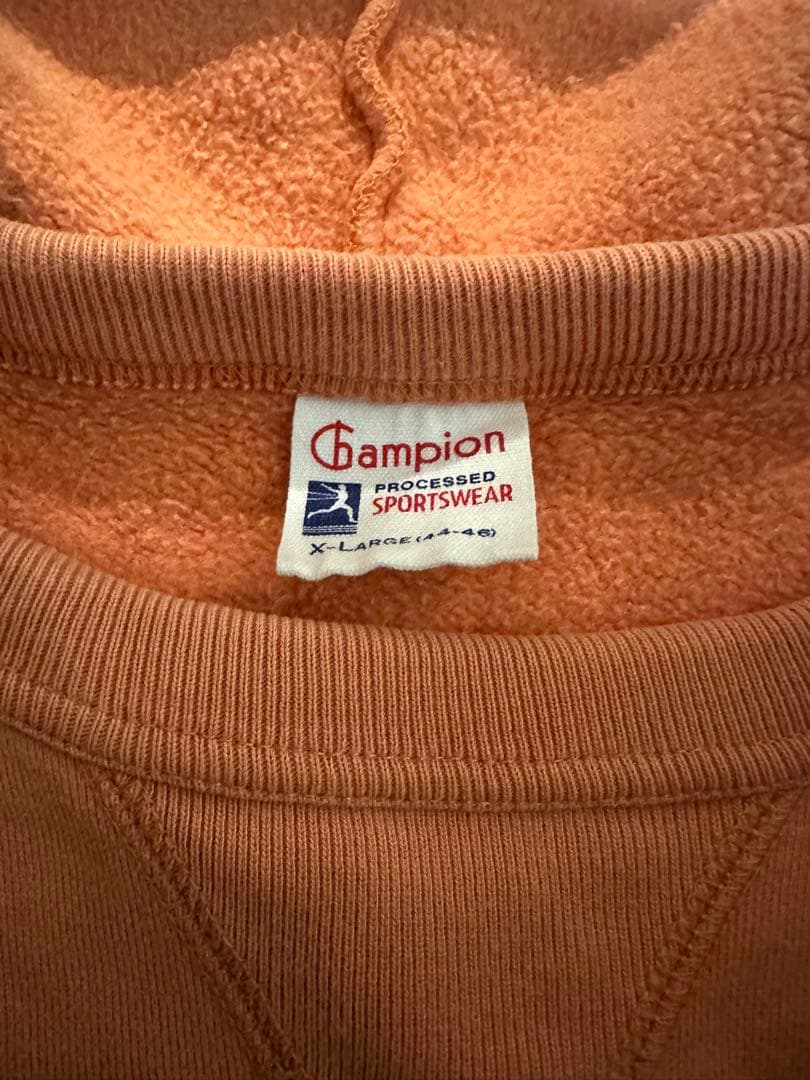 Champion
PROCESSED
SPORTSWEAR
X-LARGE (44-46)